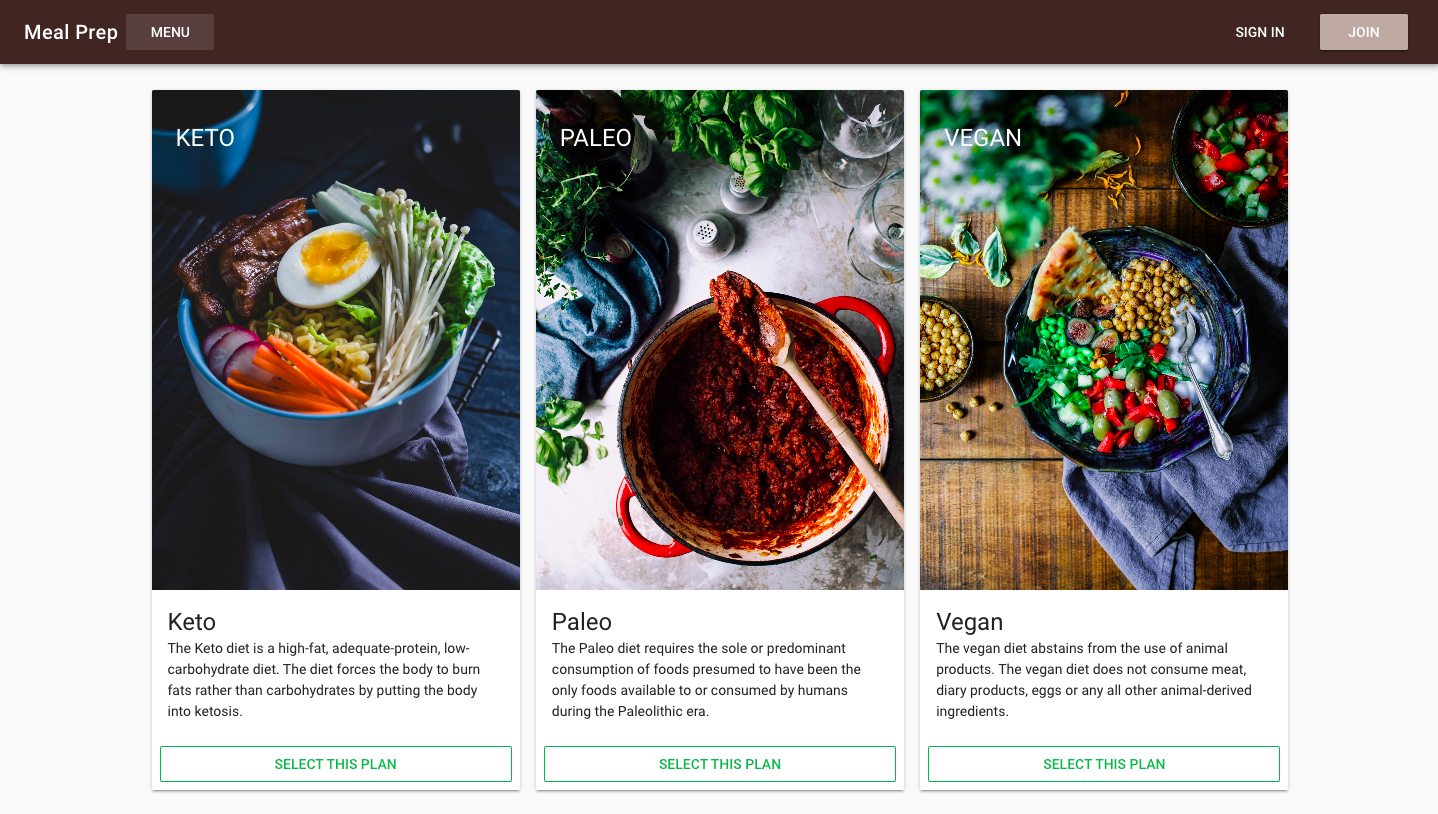 Meal Prep MENU SIGN IN JOIN
KETO
PALEO
VEGAN
Keto
The Keto diet is a high-fat, adequate-protein, low-
carbohydrate diet. The diet forces the body to burn
fats rather than carbohydrates by putting the body
into ketosis.
SELECT THIS PLAN
Paleo
The Paleo diet requires the sole or predominant
consumption of foods presumed to have been the
only foods available to or consumed by humans
during the Paleolithic era.
SELECT THIS PLAN
Vegan
The vegan diet abstains from the use of animal
products. The vegan diet does not consume meat,
diary products, eggs or any all other animal-derived
ingredients.
SELECT THIS PLAN